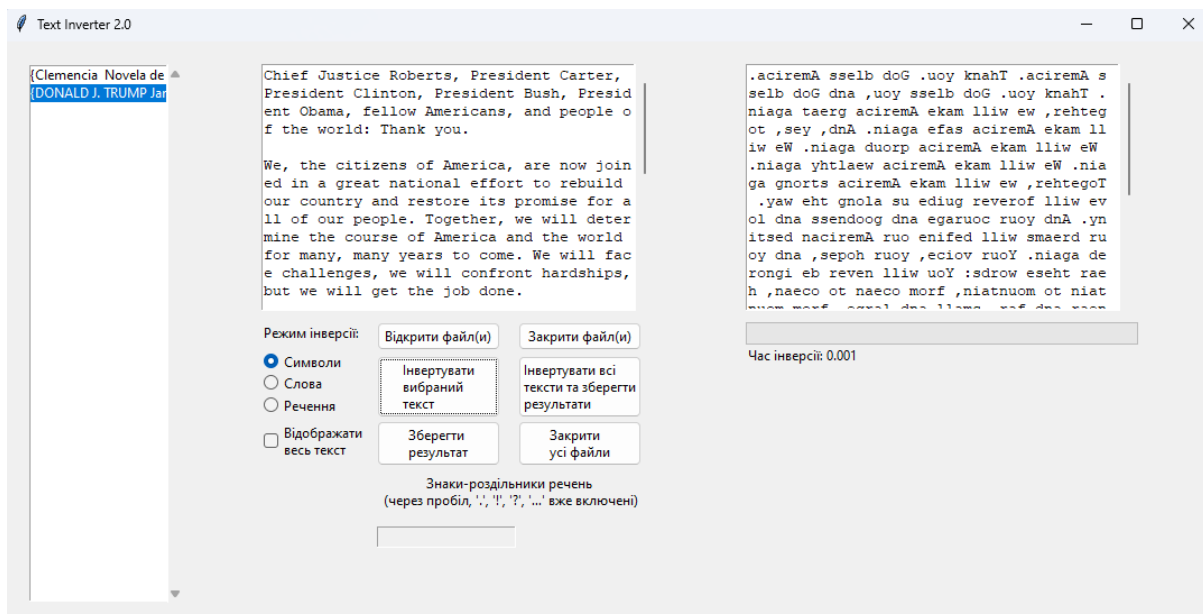 Text Inverter 2.0
{Clemencia Novela de
{DONALD J. TRUMP Jar
Chief Justice Roberts, President Carter,
President Clinton, President Bush, Presid
ent Obama, fellow Americans, and people o
f the world: Thank you.
We, the citizens of America, are now join
ed in a great national effort to rebuild
our country and restore its promise for a
ll of our people. Together, we will deter
mine the course of America and the world
for many, many years to come. We will fac
e challenges, we will confront hardships,
but we will get the job done.
.aciremA sselb doG .uoy knahT .aciremA s
selb doG dna ,uoy sselb doG .uoy knahT .
niaga taerg aciremA ekam lliw ew ,rehteg
ot ,sey ,dnA .niaga efas aciremA ekam ll
iw eW .niaga duorp aciremA ekam lliw eW
.niaga yhtlaew aciremA ekam lliw eW .nia
ga gnorts aciremA ekam lliw ew ,rehtegoT
.yaw eht gnola su ediug reverof lliw ev
ol dna ssendoog dna egaruoc ruoy dnA .yn
itsed naciremA ruo enifed lliw smaerd ru
oy dna ,sepoh ruoy ,eciov ruoY .niaga de
rongi eb reven lliw uoY :sdrow eseht rae
h ,naeco ot naeco morf ,niatnuom ot niat
Режим інверсії:
Символи
Слова
Речення
Відображати
весь текст
Відкрити файл(и)
Закрити файл(и)
Інвертувати
вибраний
текст
Інвертувати всі
тексти та зберегти
результати
Зберегти
результат
Закрити
усі файли
Знаки-роздільники речень
(через пробіл, '.', '!', '?', '...' вже включені)
Час інверсії: 0.001